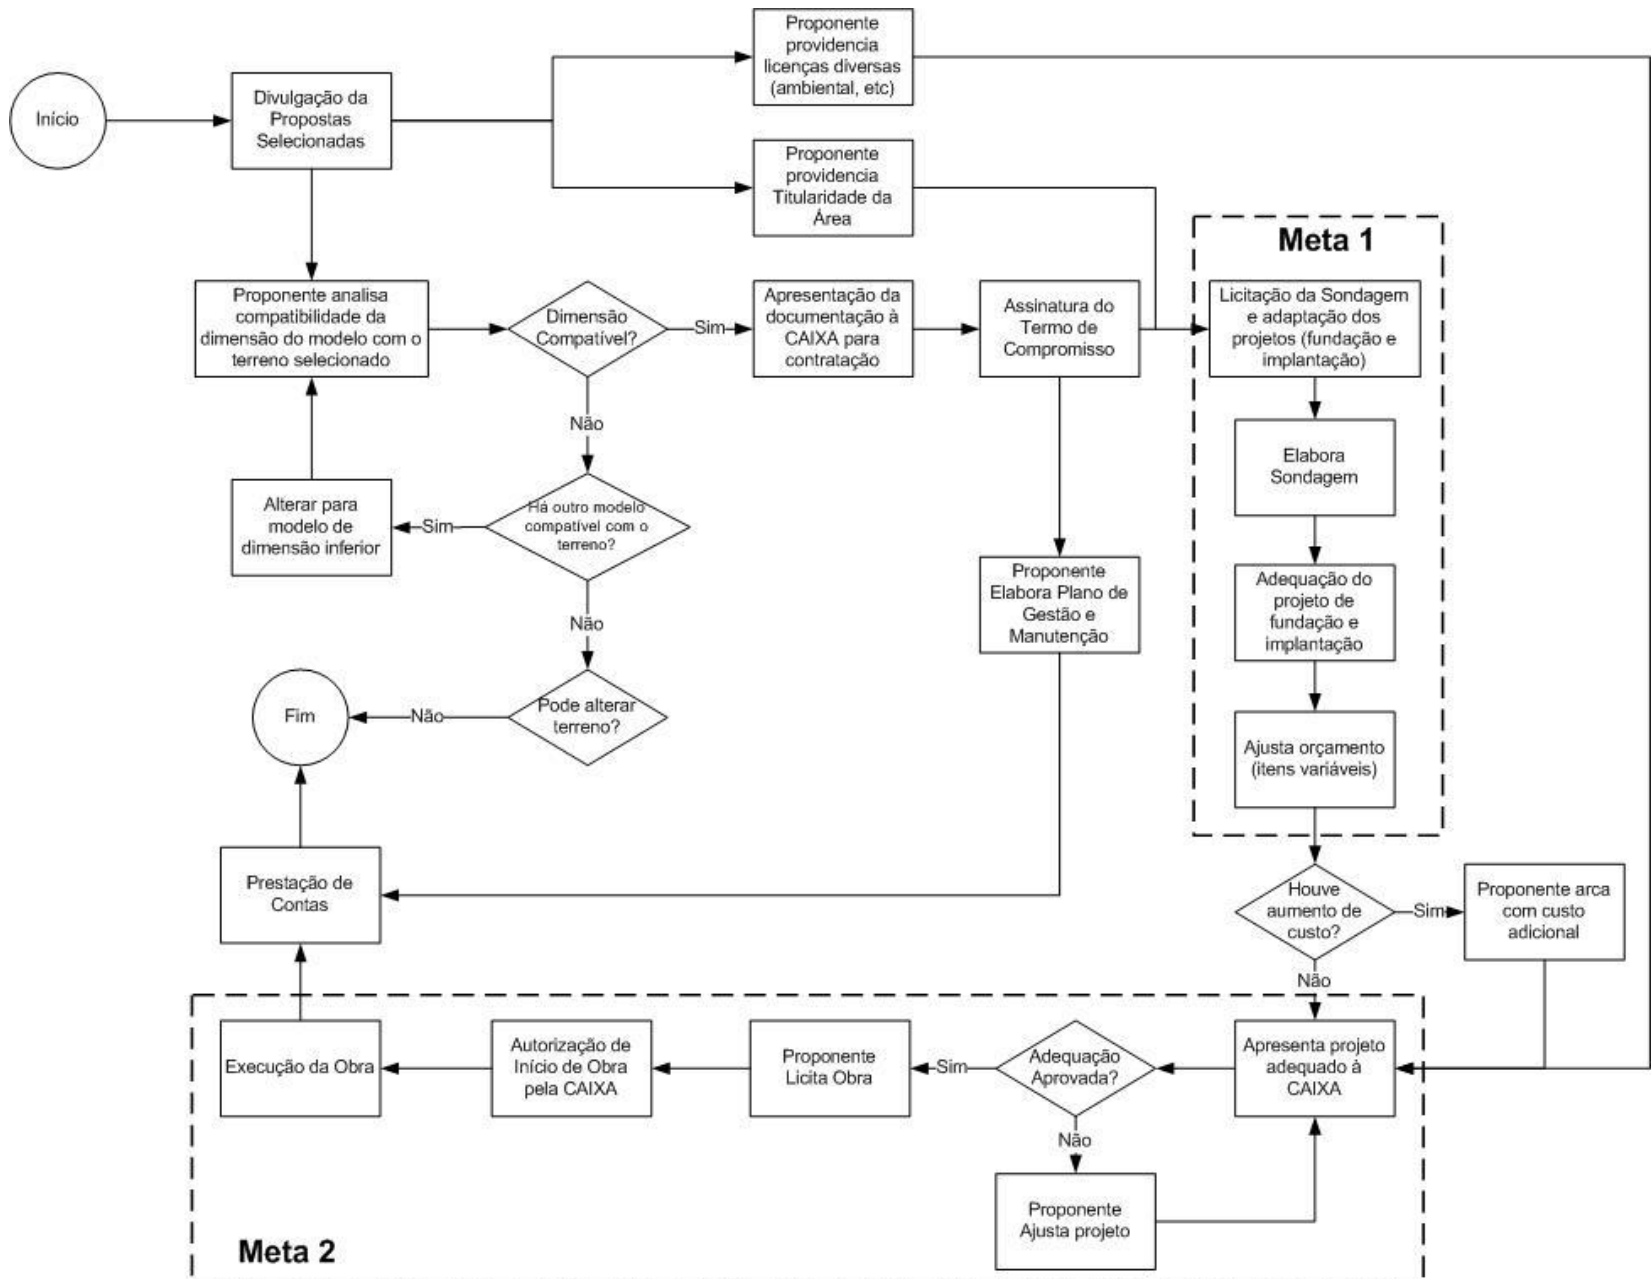 Proponente
providencia
licenças diversas
(ambiental, etc)
Início
Divulgação da
Propostas
Selecionadas
Proponente
providencia
Titularidade da
Área
Meta 1
Proponente analisa
compatibilidade da
dimensão do modelo com o
terreno selecionado
Dimensão
Compatível?
Sim
Apresentação da
documentação à
CAIXA para
contratação
Assinatura do
Termo de
Compromisso
Licitação da Sondagem
e adaptação dos
projetos (fundação e
implantação)
Não
Elabora
Sondagem
Alterar para
modelo de
dimensão inferior
Sim
Há outro modelo
compatível com o
terreno?
Proponente
Elabora Plano de
Gestão e
Manutenção
Adequação do
projeto de
fundação e
implantação
Não
Fim
Não
Pode alterar
terreno?
Ajusta orçamento
(itens variáveis)
Prestação de
Contas
Houve
aumento de
custo?
Sim
Proponente arca
com custo
adicional
Não
Execução da Obra
Autorização de
Início de Obra
pela CAIXA
Proponente
Licita Obra
Sim
Adequação
Aprovada?
Apresenta projeto
adequado à
CAIXA
Não
Proponente
Ajusta projeto
Meta 2